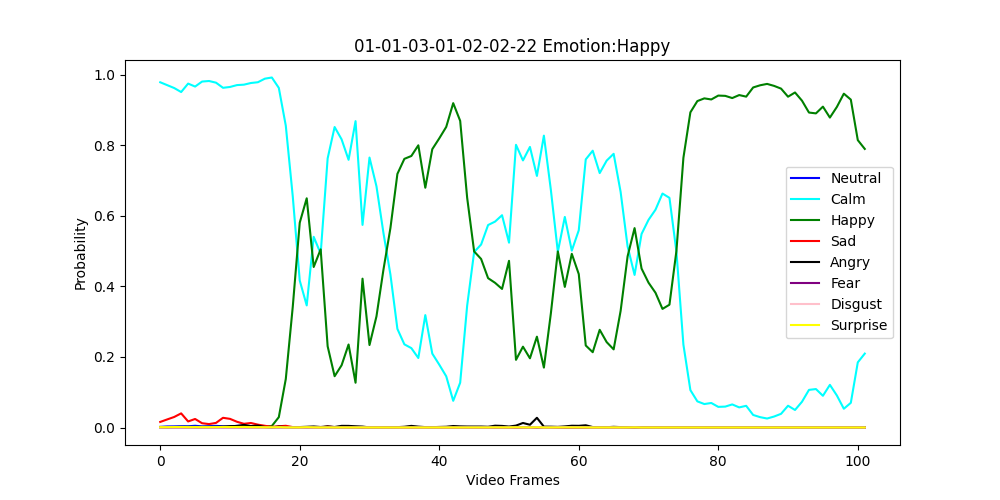 01-01-03-01-02-02-22 Emotion:Happy
Probability
1.0
0.8
0.6
0.4
0.2
0.0
Neutral
Calm
Happy
Sad
Angry
Fear
Disgust
Surprise
0 20 40 60 80 100
Video Frames